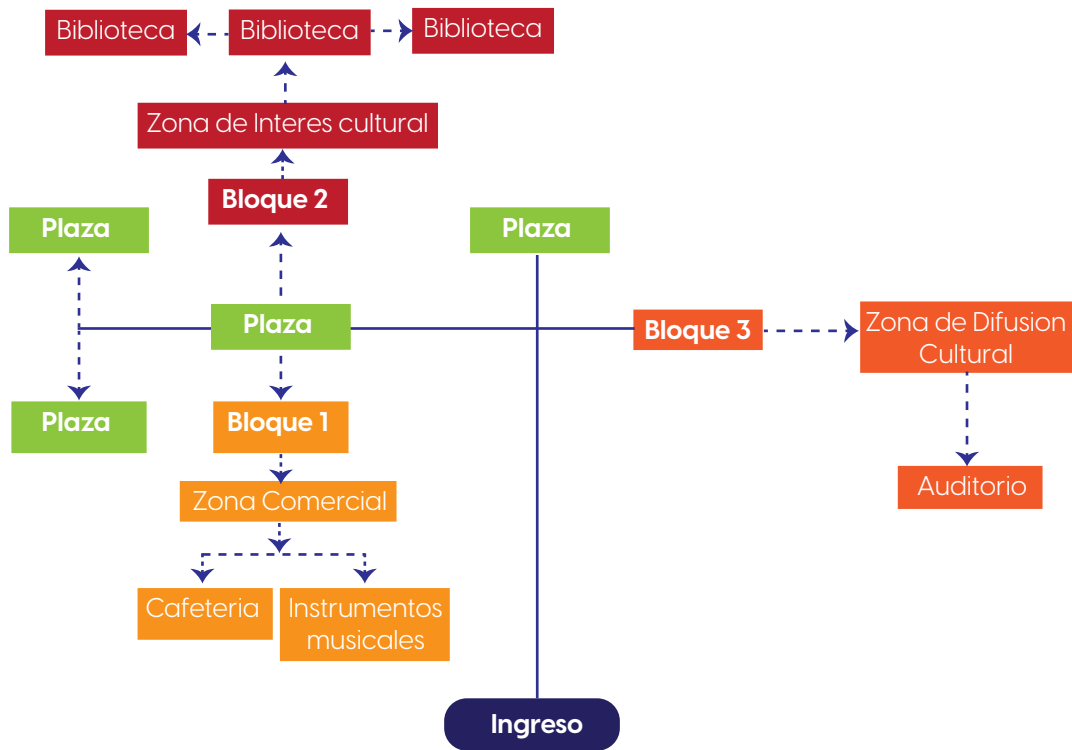 Biblioteca
Biblioteca
Biblioteca
Zona de Interes cultural
Bloque 2
Plaza
Plaza
Plaza
Bloque 3
Zona de Difusion
Cultural
Plaza
Bloque 1
Auditorio
Zona Comercial
Cafeteria
Instrumentos
musicales
Ingreso